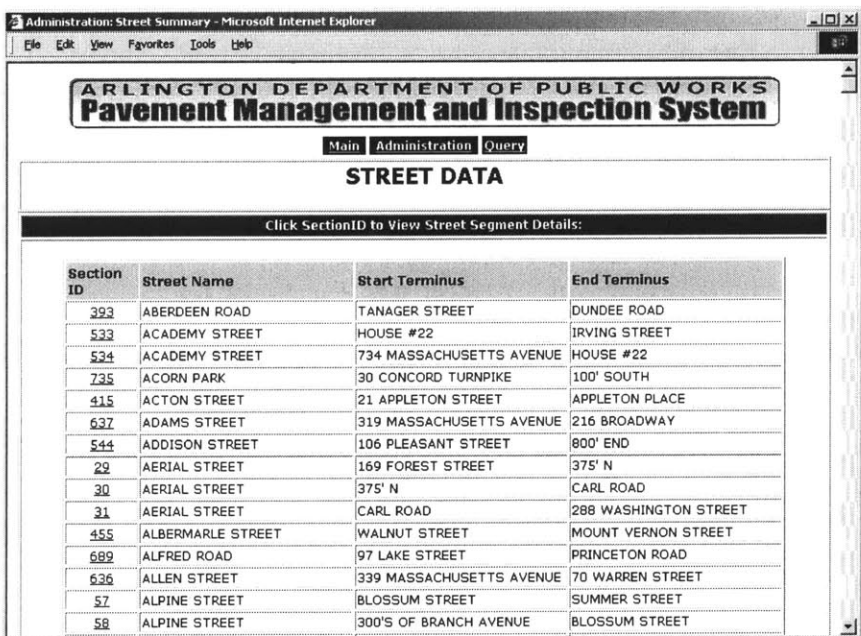 Administration: Street Summary - Microsoft Internet Explorer
File Edit View Favorites Tools Help
ARLINGTON DEPARTMENT OF PUBLIC WORKS
Pavement Management and Inspection System
Main Administration Query
STREET DATA
Click SectionID to View Street Segment Details:
Section ID Street Name Start Terminus End Terminus
393 ABERDEEN ROAD TANAGER STREET DUNDEE ROAD
533 ACADEMY STREET HOUSE #22 IRVING STREET
534 ACADEMY STREET 734 MASSACHUSETTS AVENUE HOUSE #22
735 ACORN PARK 30 CONCORD TURNPIKE 100' SOUTH
415 ACTON STREET 21 APPLETON STREET APPLETON PLACE
637 ADAMS STREET 319 MASSACHUSETTS AVENUE 216 BROADWAY
544 ADDISON STREET 106 PLEASANT STREET 800' END
29 AERIAL STREET 169 FOREST STREET 375' N
30 AERIAL STREET 375' N CARL ROAD
31 AERIAL STREET CARL ROAD 288 WASHINGTON STREET
455 ALBERMARLE STREET WALNUT STREET MOUNT VERNON STREET
689 ALFRED ROAD 97 LAKE STREET PRINCETON ROAD
636 ALLEN STREET 339 MASSACHUSETTS AVENUE 70 WARREN STREET
57 ALPINE STREET BLOSSUM STREET SUMMER STREET
58 ALPINE STREET 300'S OF BRANCH AVENUE BLOSSUM STREET